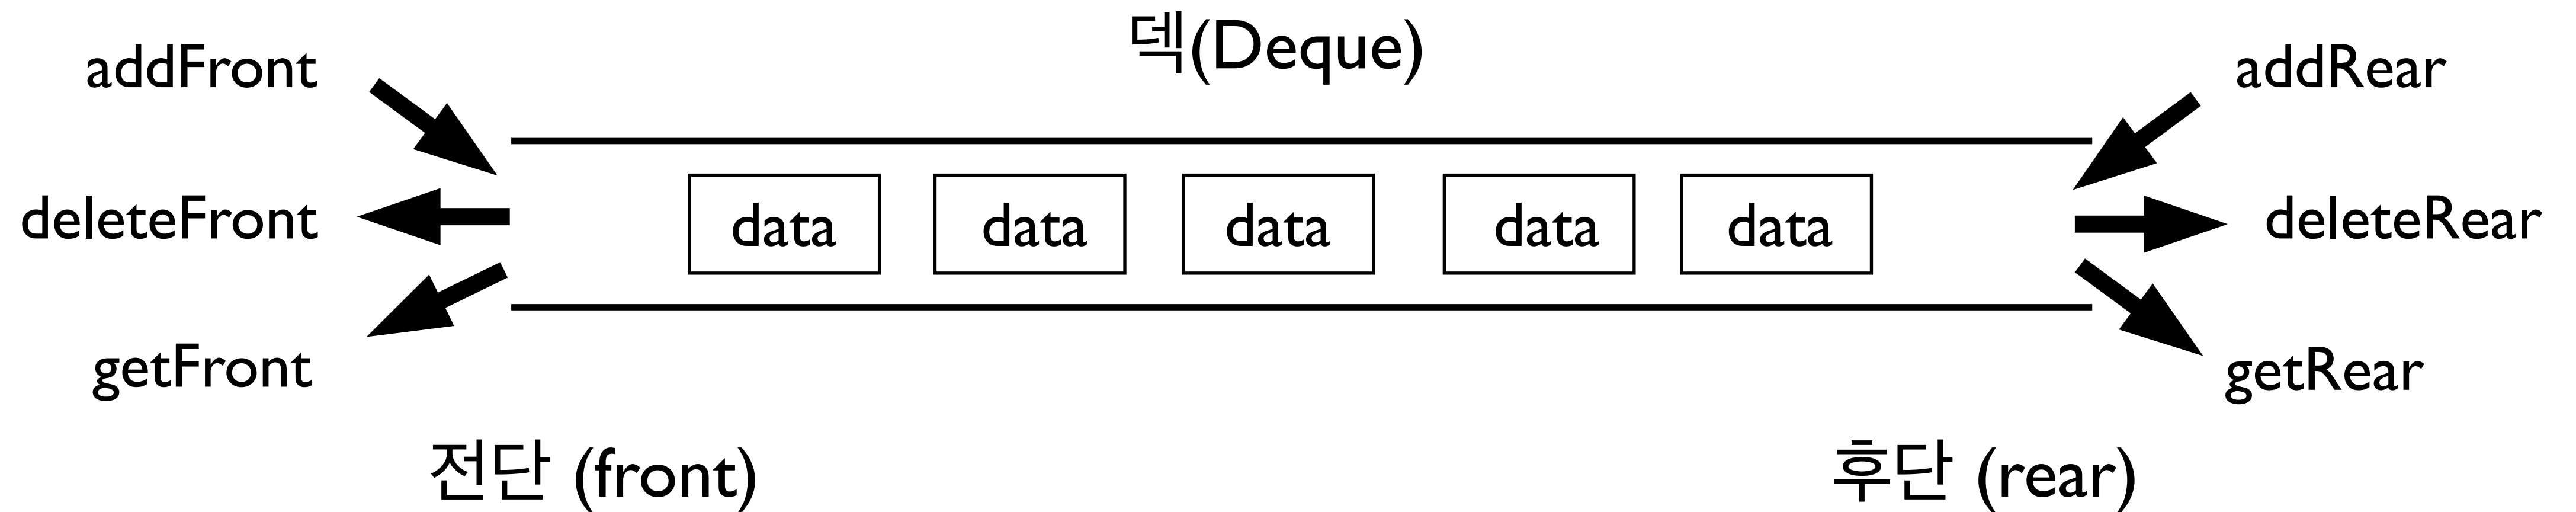 덱(Deque)
addFront
addRear
deleteFront
data data data data data
deleteRear
getFront
getRear
전단 (front)
후단 (rear)